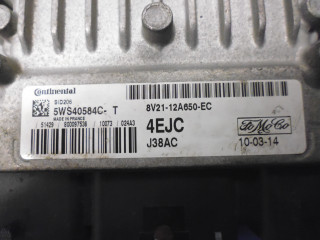 Continental
SID206
5WS40584C- T
MADE IN FRANCE
8V21-12A650-EC
4EJC
J38AC
FoMoCo
10-03-14